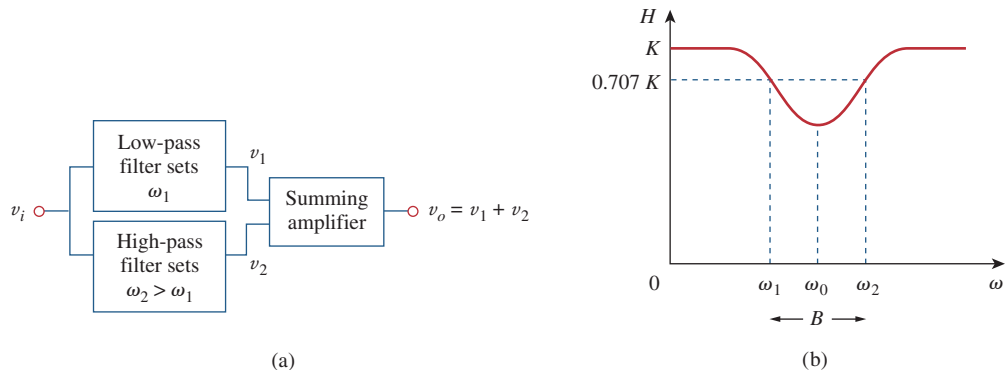 Low-pass
filter sets
ω1
High-pass
filter sets
ω2 > ω1
vi
v1
v2
Summing
amplifier
vo = v1 + v2
(a)
H
K
0.707 K
0
ω1
ω0
ω2
ω
B
(b)